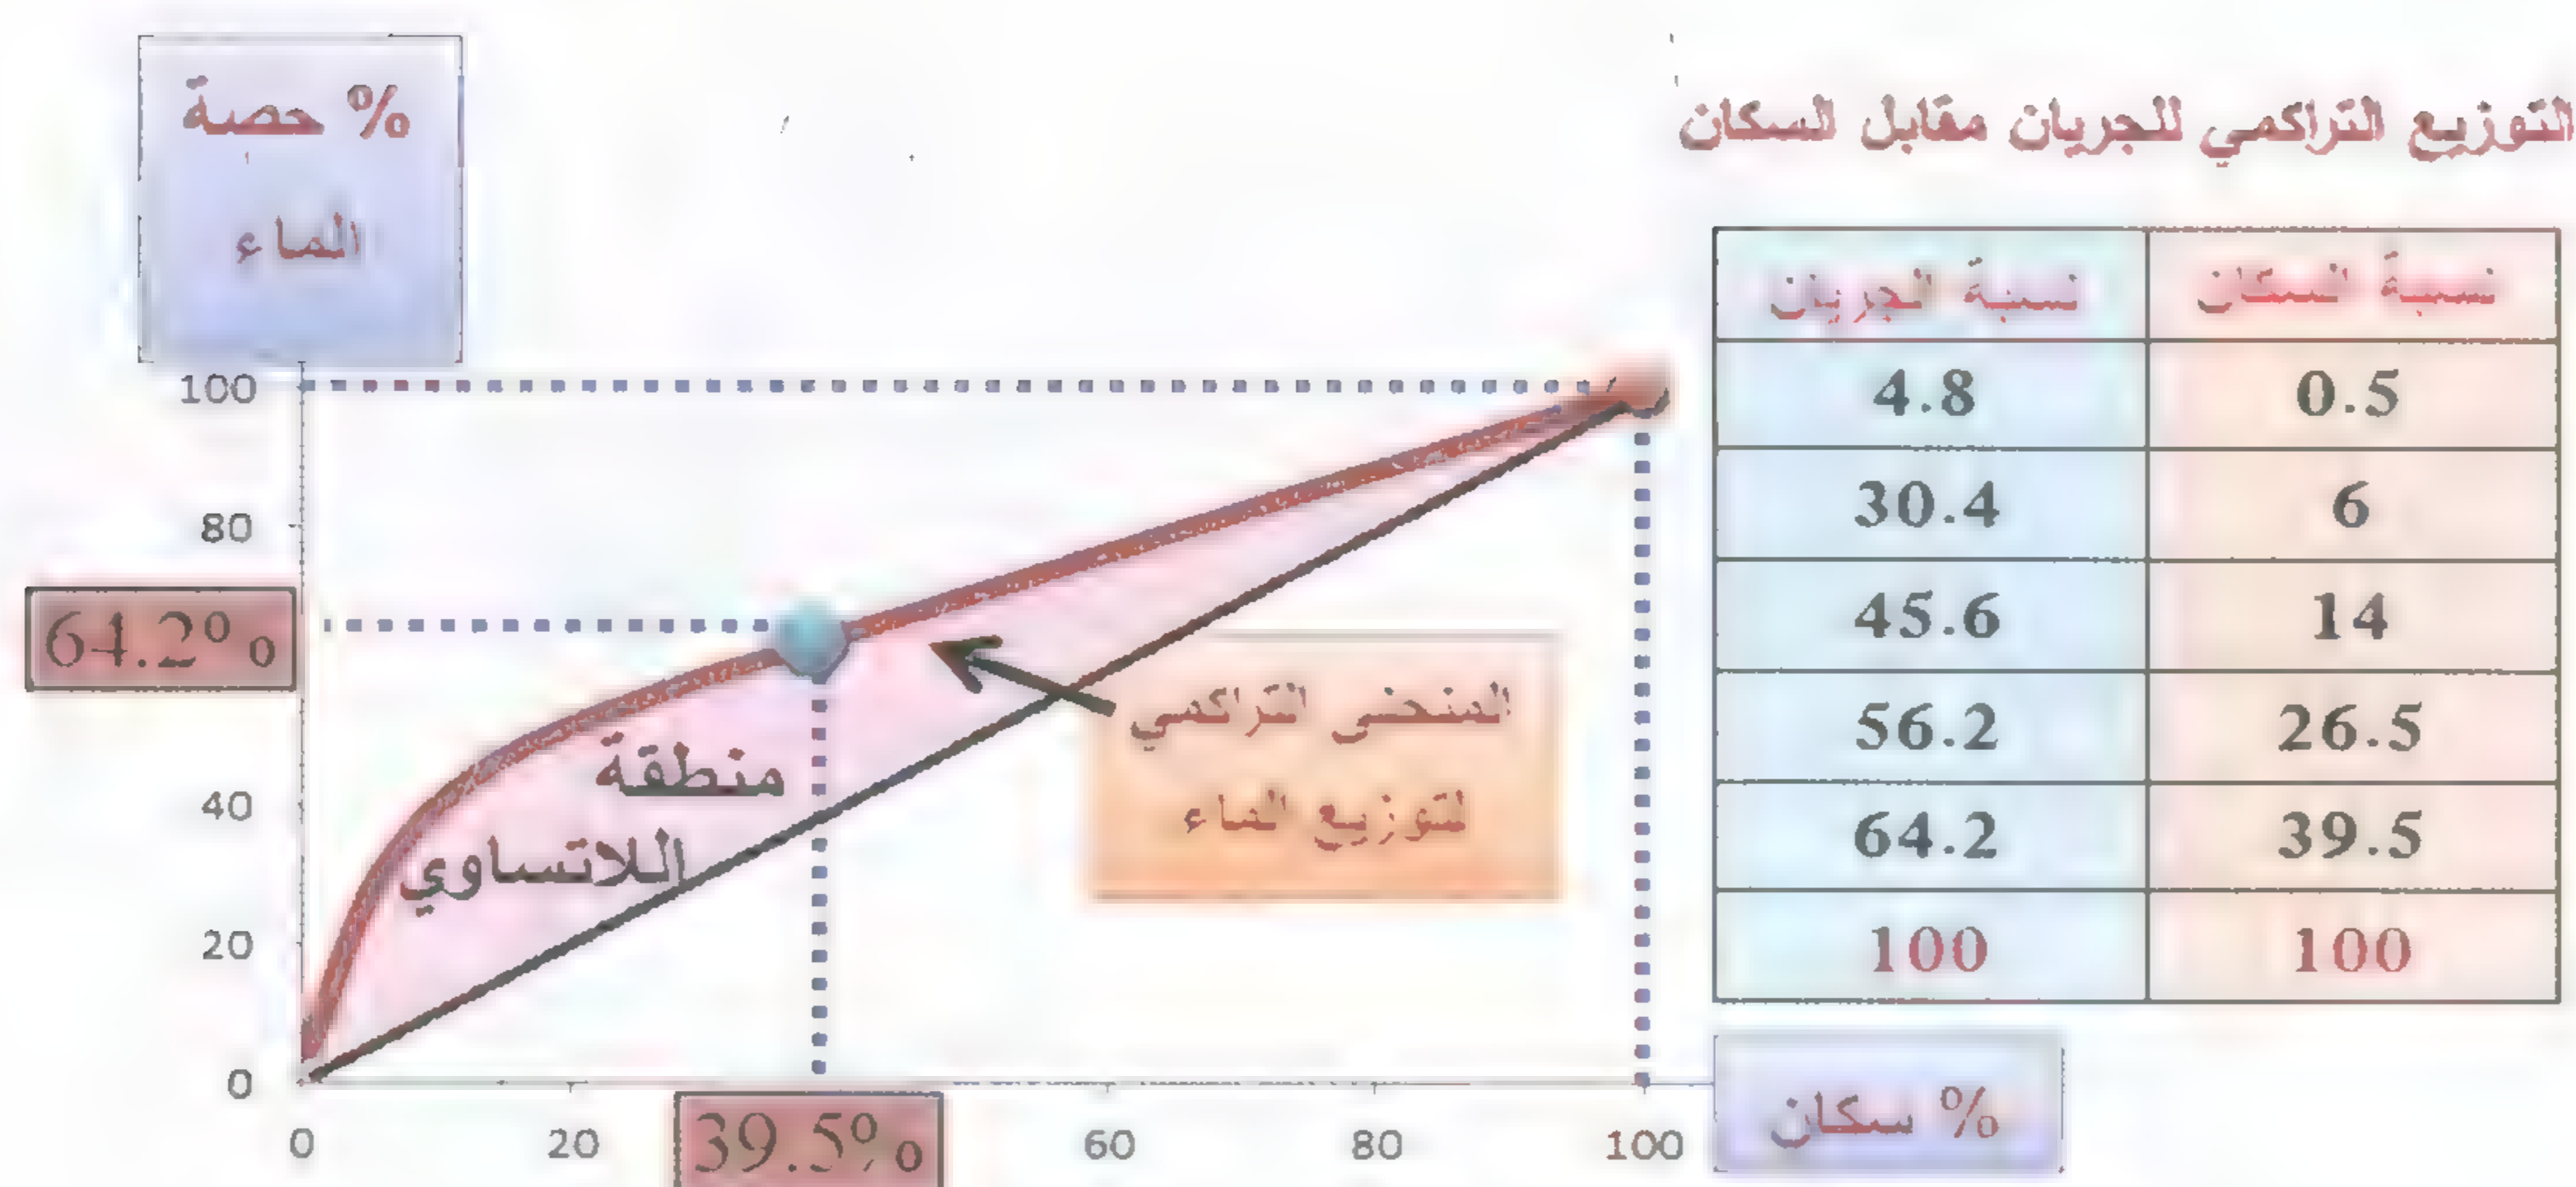 التوزيع التراكمي للجريان مقابل السكان
نسبة السكان نسبة الجريان
0.5 4.8
6 30.4
14 45.6
26.5 56.2
39.5 64.2
100 100
% حصة
الماء
100
80
64.2%
40
20
0
منطقة
اللاتساوي
المنحنى التراكمي
لتوزيع الماء
0 20 39.5% 60 80 100
% سكان